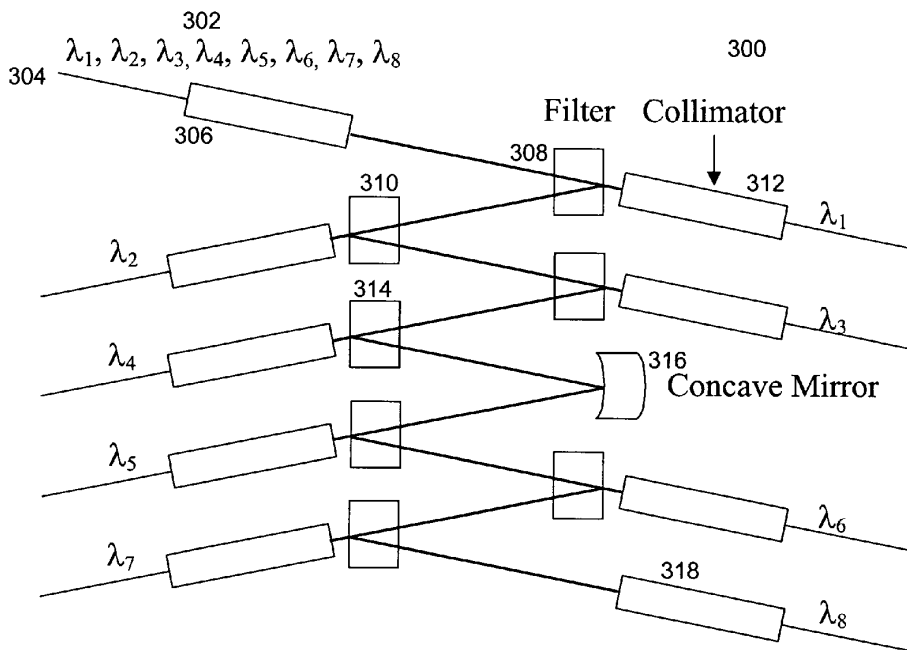 302
300
λ₁, λ₂, λ₃, λ₄, λ₅, λ₆, λ₇, λ₈
304
306
Filter Collimator
308
310
312
λ₁
λ₂
314
λ₃
λ₄
316
Concave Mirror
λ₅
λ₆
λ₇
318
λ₈